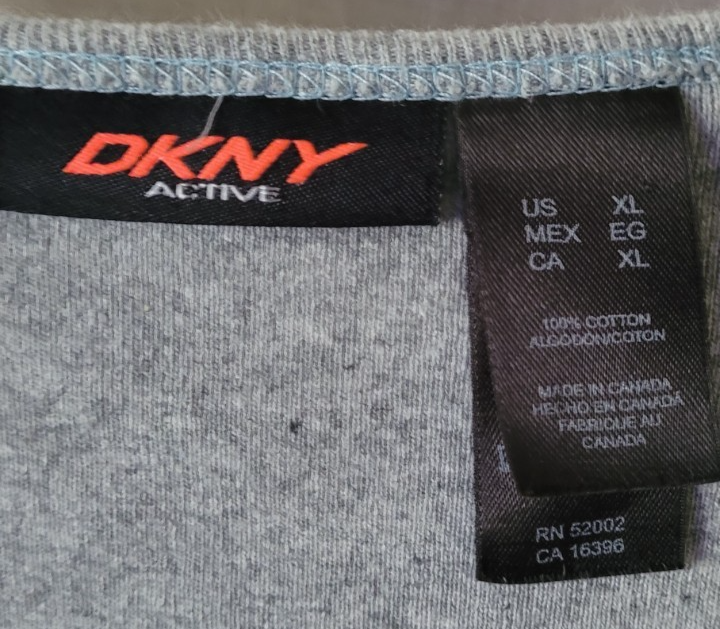 DKNY
ACTIVE
US XL
MEX EG
CA XL
100% COTTON
ALGODON/COTON
MADE IN CANADA
HECHO EN CANADÁ
FABRIQUE AU
CANADA
RN 52002
CA 16396